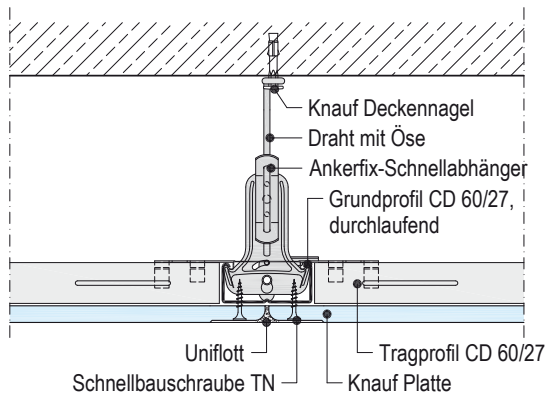 Knauf Deckennagel
Draht mit Öse
Ankerfix-Schnellabhänger
Grundprofil CD 60/27,
durchlaufend
Uniflott
Tragprofil CD 60/27
Schnellbauschraube TN
Knauf Platte